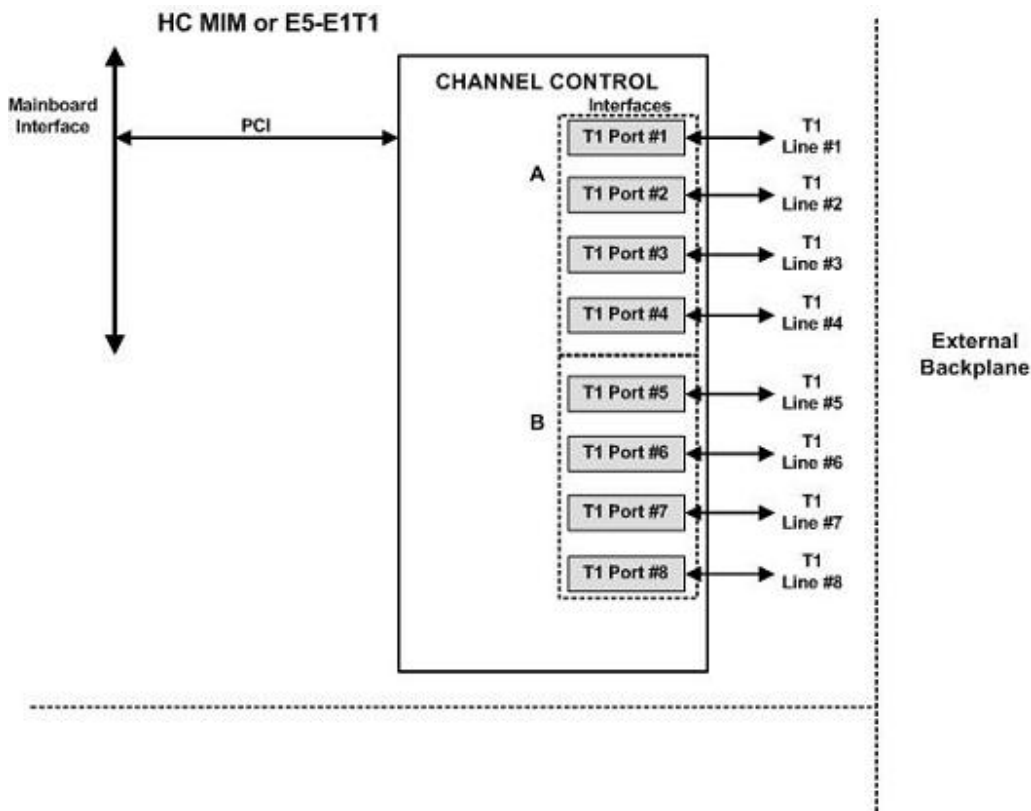 HC MIM or E5-E1T1
Mainboard
Interface
PCI
CHANNEL CONTROL
Interfaces
A
T1 Port #1
T1
Line #1
T1 Port #2
T1
Line #2
T1 Port #3
T1
Line #3
T1 Port #4
T1
Line #4
B
T1 Port #5
T1
Line #5
T1 Port #6
T1
Line #6
T1 Port #7
T1
Line #7
T1 Port #8
T1
Line #8
External
Backplane